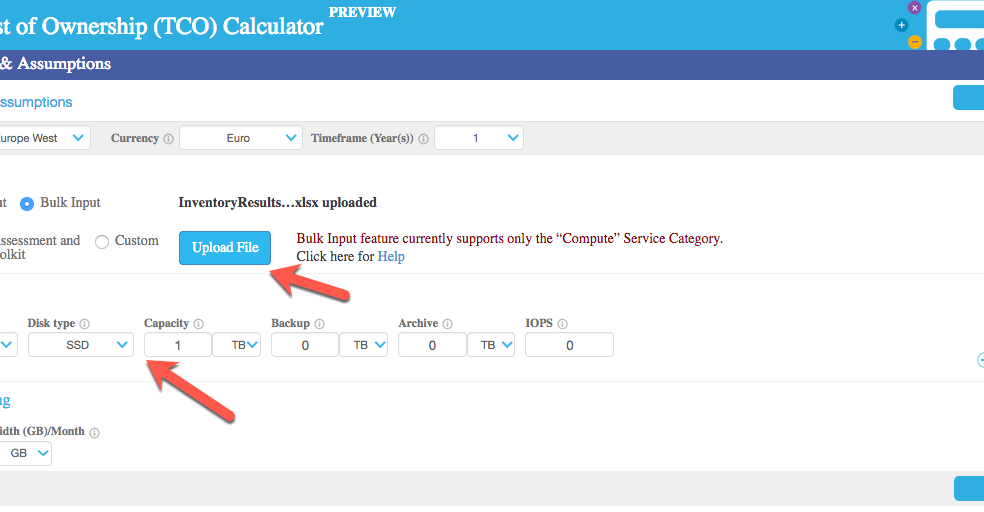 PREVIEW
st of Ownership (TCO) Calculator
& Assumptions
ssumptions
urope West Currency Euro Timeframe (Year(s)) 1
ut Bulk Input InventoryResults…xlsx uploaded
ssessment and Custom
olkit
Upload File
Bulk Input feature currently supports only the “Compute” Service Category.
Click here for Help
Disk type Capacity Backup Archive IOPS
SSD 1 TB 0 TB 0 TB 0
ng
idth (GB)/Month
GB